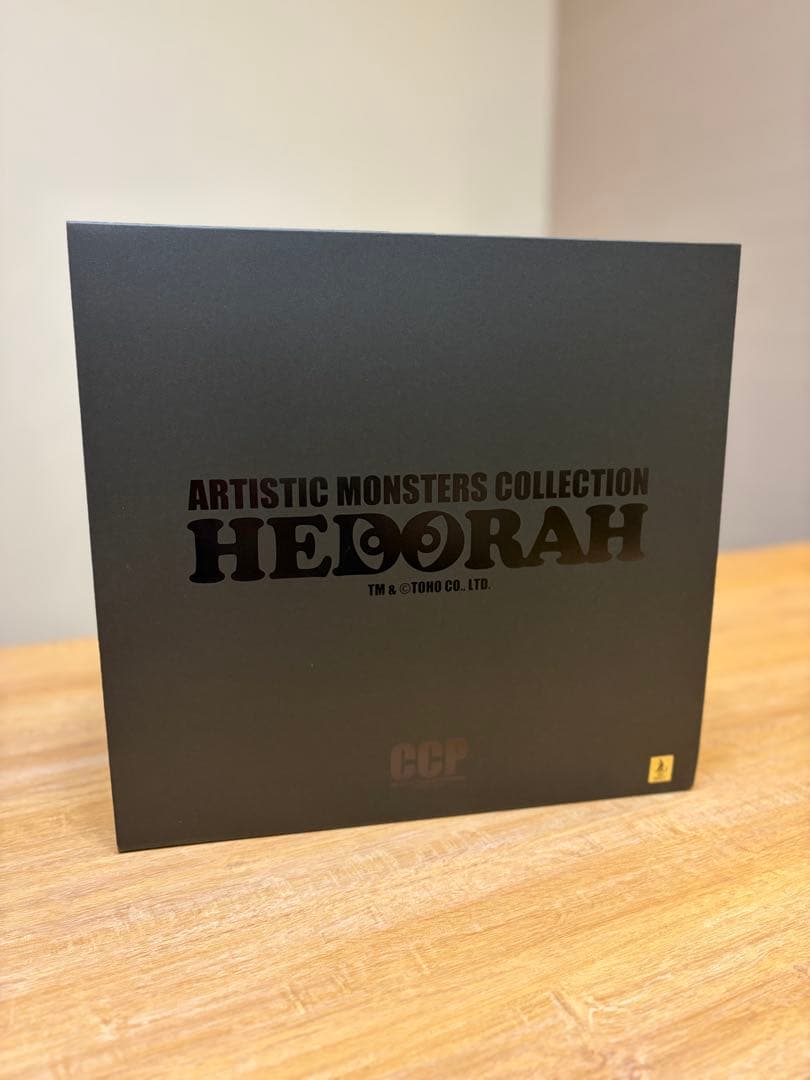 ARTISTIC MONSTERS COLLECTION
HEDORAH
TM & ©TOHO CO., LTD.
CCP